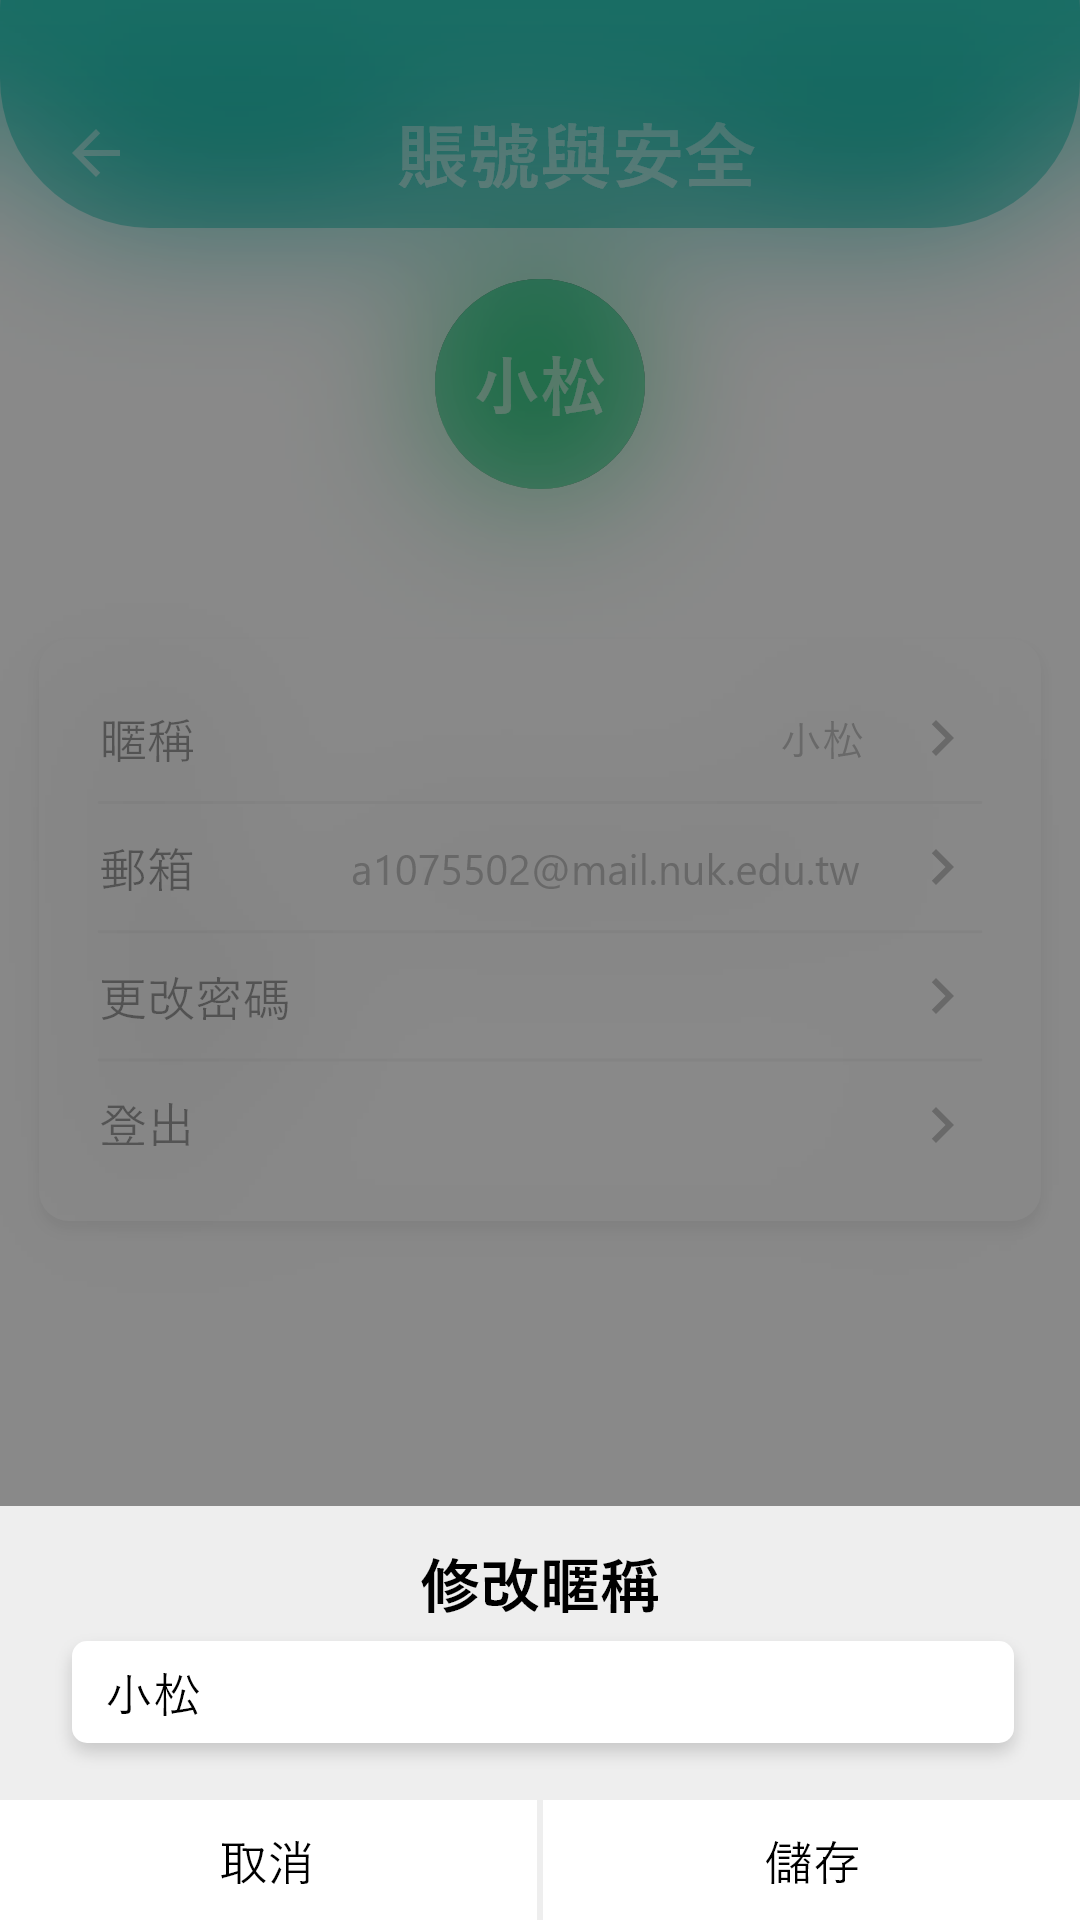 賬號與安全
小松
暱稱 小松
郵箱 a1075502@mail.nuk.edu.tw
更改密碼
登出
修改暱稱
小松
取消 儲存